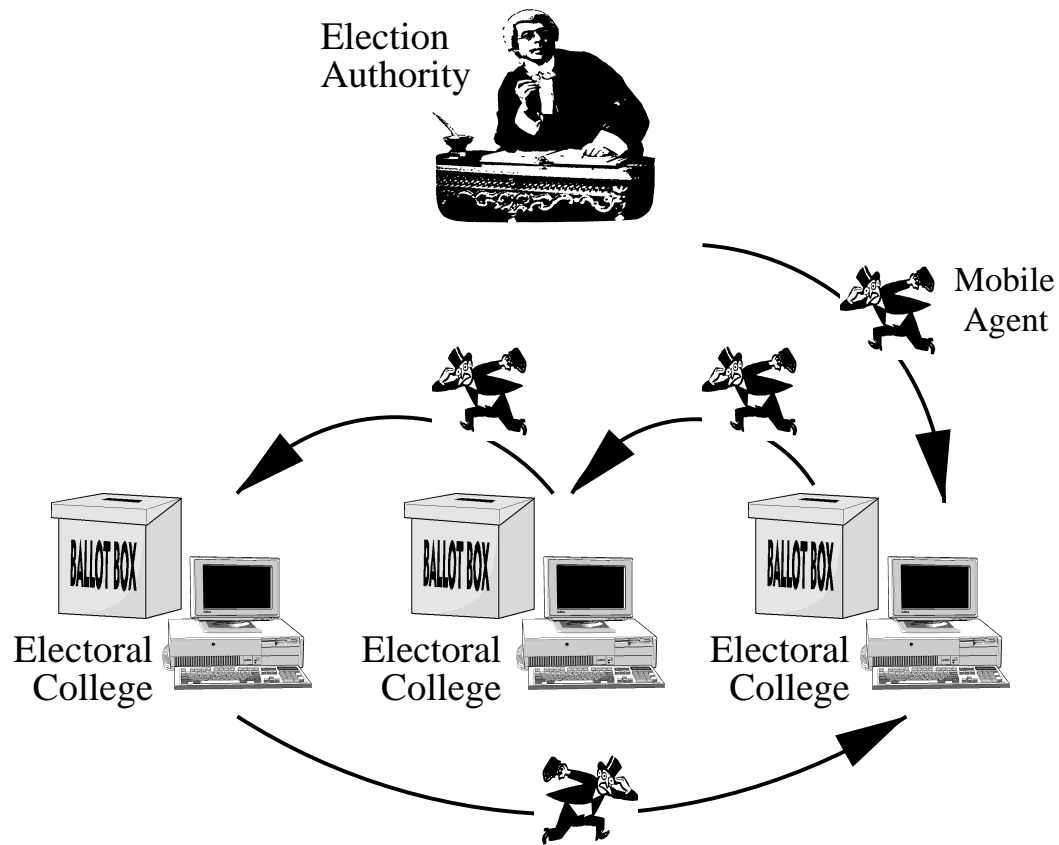 Election
Authority
Mobile
Agent
BALLOT BOX
BALLOT BOX
BALLOT BOX
Electoral
College
Electoral
College
Electoral
College